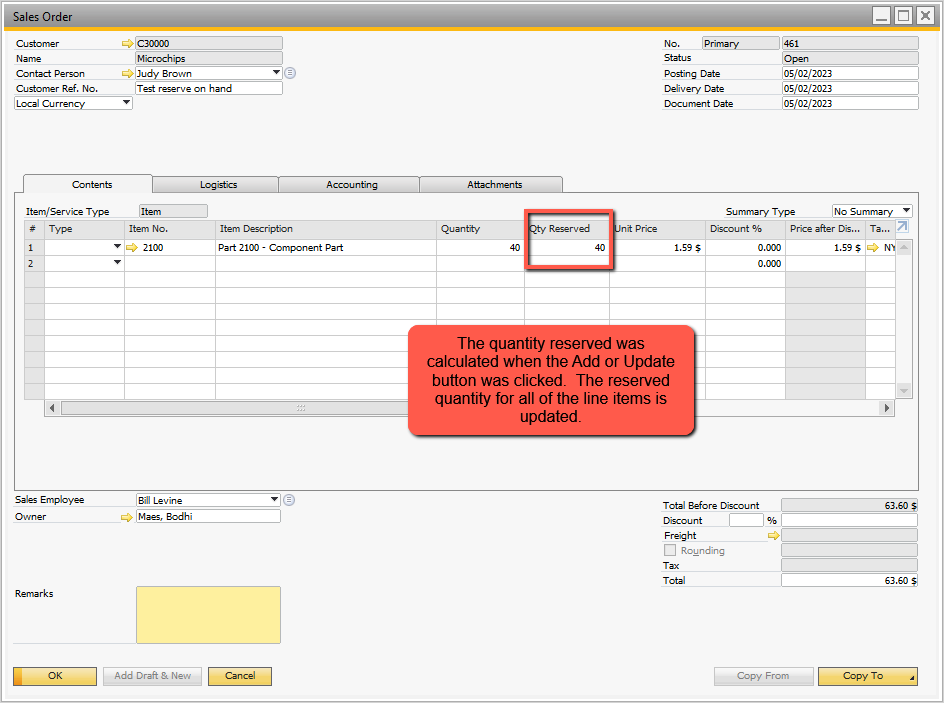 Sales Order
Customer C30000
Name Microchips
Contact Person Judy Brown
Customer Ref. No. Test reserve on hand
Local Currency
No. Primary 461
Status Open
Posting Date 05/02/2023
Delivery Date 05/02/2023
Document Date 05/02/2023
Contents Logistics Accounting Attachments
Item/Service Type Item Summary Type No Summary
# Type Item No. Item Description Quantity Qty Reserved Unit Price Discount % Price after Dis... Ta...
1 2100 Part 2100 - Component Part 40 40 1.59 $ 0.000 1.59 $ NY
2 0.000
The quantity reserved was
calculated when the Add or Update
button was clicked. The reserved
quantity for all of the line items is
updated.
Sales Employee Bill Levine
Owner Maes, Bodhi
Total Before Discount 63.60 $
Discount %
Freight
Rounding
Tax
Total 63.60 $
Remarks
OK Add Draft & New Cancel Copy From Copy To